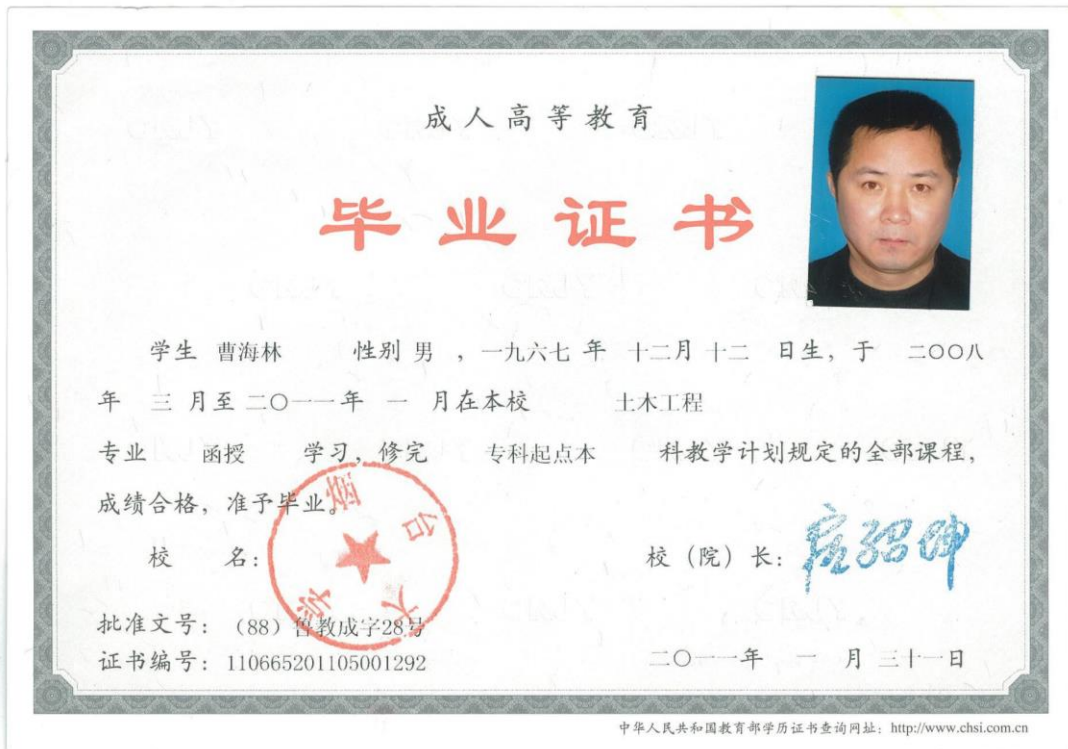 成人高等教育
毕业证书
学生 曹海林 性别 男 ，一九六七 年 十二月 十二 日生，于 二〇〇八
年 三 月至 二〇一一 年 一 月在本校 土木工程
专业 函授 学习，修完 专科起点本 科教学计划规定的全部课程，
成绩合格，准予毕业。
烟台大学
校 名： 校（院）长：
批准文号：（88）鲁教成字28号
证书编号：110665201105001292 二〇一一年 一 月 三十一日
中华人民共和国教育部学历证书查询网址：http://www.chsi.com.cn